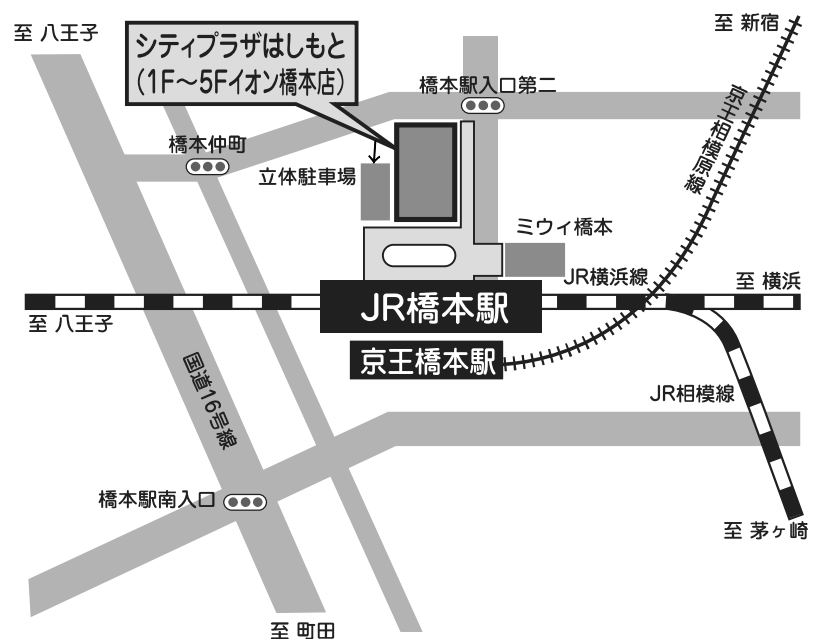 至 八王子
至 新宿
シティプラザはしもと
(1F〜5Fイオン橋本店)
橋本駅入口第二
京王相模原線
橋本仲町
立体駐車場
ミウィ橋本
JR横浜線
至 横浜
JR橋本駅
至 八王子
京王橋本駅
国道16号線
JR相模線
橋本駅南入口
至 茅ヶ崎
至 町田